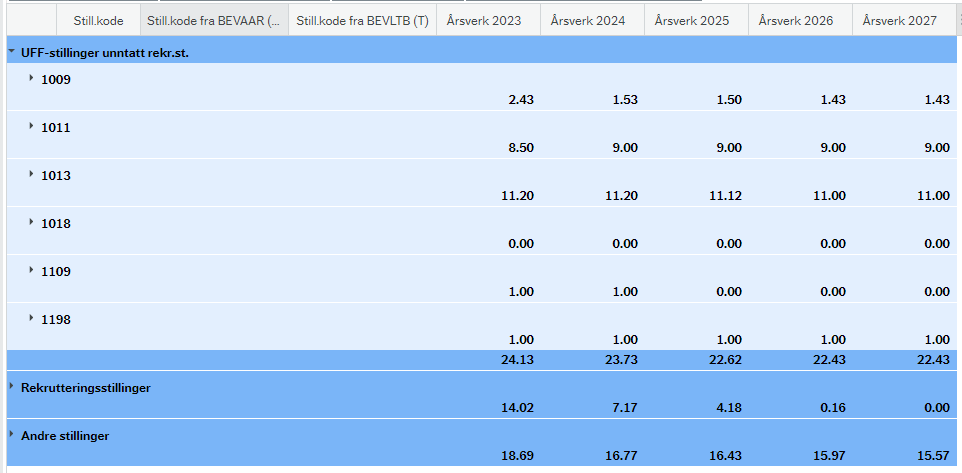 Still.kode Still.kode fra BEVAAR (... Still.kode fra BEVLTB (T) Årsverk 2023 Årsverk 2024 Årsverk 2025 Årsverk 2026 Årsverk 2027
UFF-stillinger unntatt rekr.st.
1009
2.43 1.53 1.50 1.43 1.43
1011
8.50 9.00 9.00 9.00 9.00
1013
11.20 11.20 11.12 11.00 11.00
1018
0.00 0.00 0.00 0.00 0.00
1109
1.00 1.00 0.00 0.00 0.00
1198
1.00 1.00 1.00 1.00 1.00
24.13 23.73 22.62 22.43 22.43
Rekrutteringsstillinger
14.02 7.17 4.18 0.16 0.00
Andre stillinger
18.69 16.77 16.43 15.97 15.57